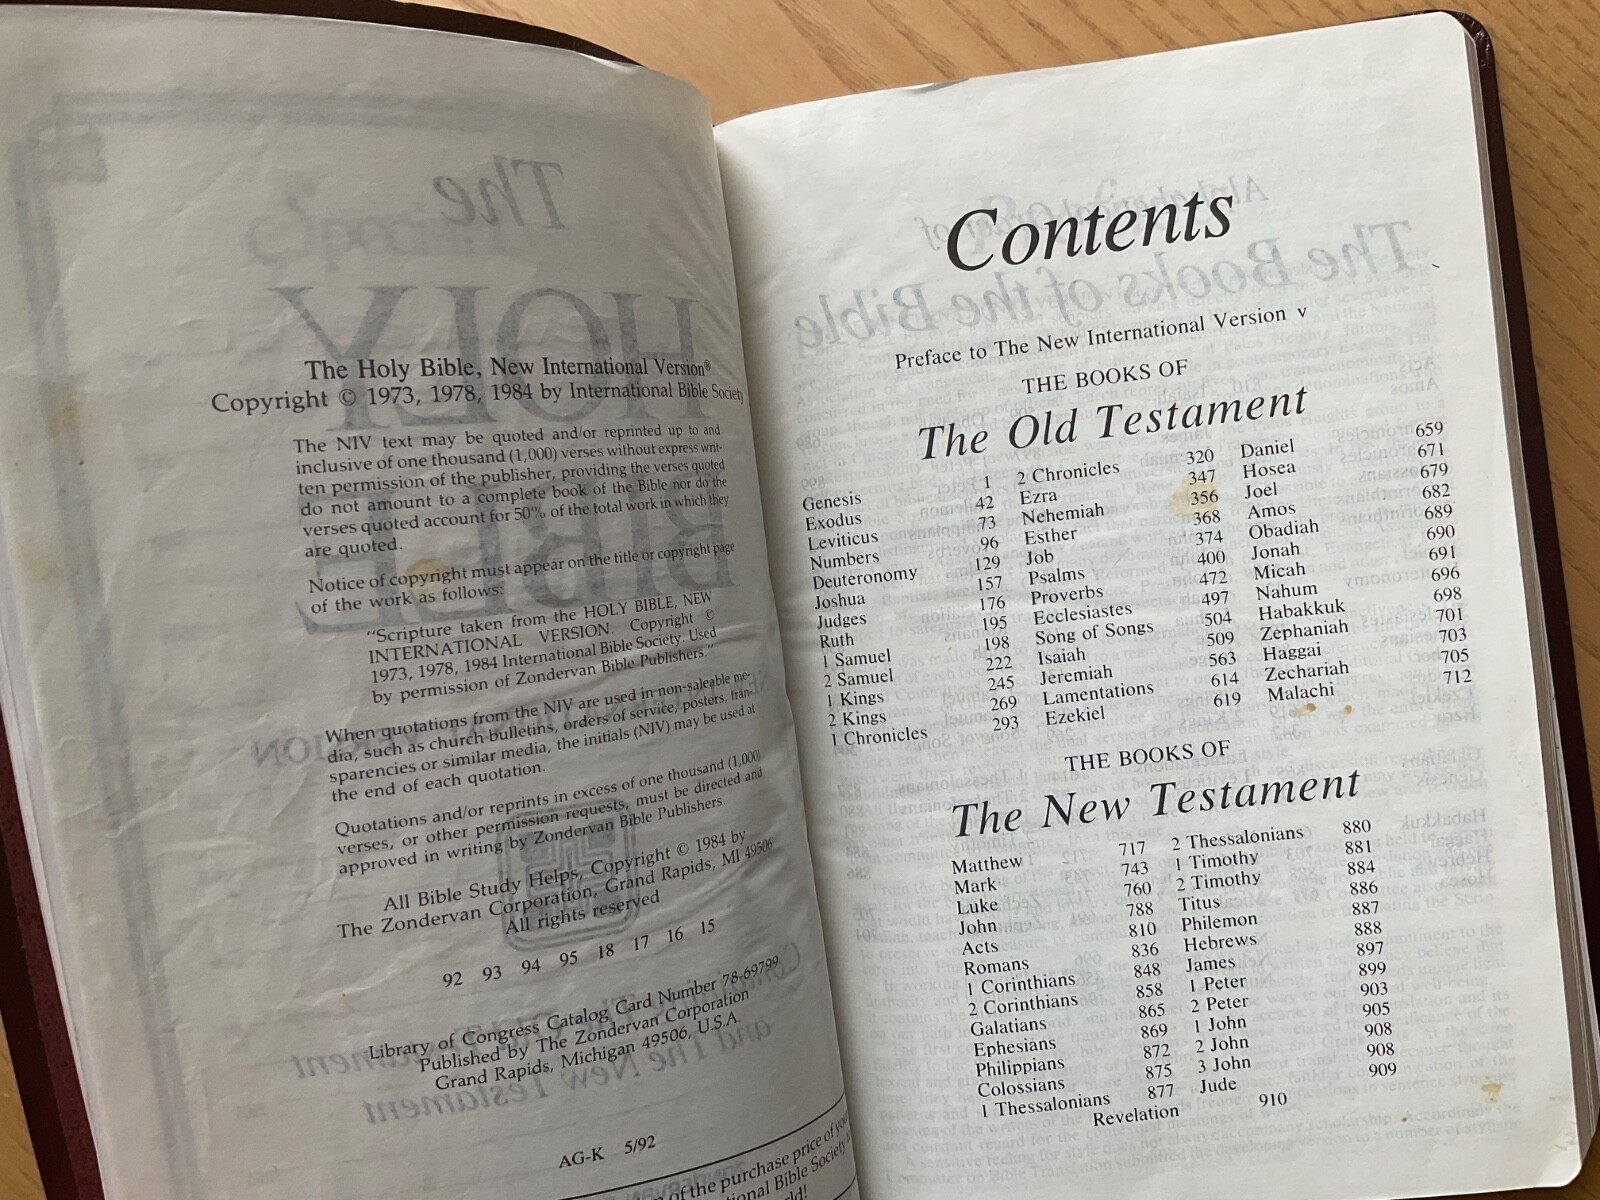 The Holy Bible, New International Version®
Copyright © 1973, 1978, 1984 by International Bible Society
The NIV text may be quoted and/or reprinted up to and
inclusive of one thousand (1,000) verses without express writ-
ten permission of the publisher, providing the verses quoted
do not amount to a complete book of the Bible nor do the
verses quoted account for 50% of the total work in which they
are quoted.
Notice of copyright must appear on the title or copyright page
of the work as follows:
"Scripture taken from the HOLY BIBLE, NEW
INTERNATIONAL VERSION. Copyright ©
1973, 1978, 1984 International Bible Society. Used
by permission of Zondervan Bible Publishers."
When quotations from the NIV are used in non-saleable me-
dia, such as church bulletins, orders of service, posters, tran-
sparencies or similar media, the initials (NIV) may be used at
the end of each quotation.
Quotations and/or reprints in excess of one thousand (1,000)
verses, or other permission requests, must be directed and
approved in writing by Zondervan Bible Publishers.
All Bible Study Helps, Copyright © 1984 by
The Zondervan Corporation, Grand Rapids, MI 49506
All rights reserved
92 93 94 95 18 17 16 15
Library of Congress Catalog Card Number 78-69799
Published by The Zondervan Corporation
Grand Rapids, Michigan 49506, U.S.A.
AG-K 5/92
of the purchase price of
Bible Society
Contents
Preface to The New International Version v
THE BOOKS OF
The Old Testament
Genesis 1 2 Chronicles 320 Daniel 659
Exodus 42 Ezra 347 Hosea 671
Leviticus 73 Nehemiah 356 Joel 679
Numbers 96 Esther 368 Amos 682
Deuteronomy 129 Job 374 Obadiah 689
Joshua 157 Psalms 400 Jonah 690
Judges 176 Proverbs 472 Micah 691
Ruth 195 Ecclesiastes 497 Nahum 696
1 Samuel 198 Song of Songs 504 Habakkuk 698
2 Samuel 222 Isaiah 509 Zephaniah 701
1 Kings 245 Jeremiah 563 Haggai 703
2 Kings 269 Lamentations 614 Zechariah 705
1 Chronicles 293 Ezekiel 619 Malachi 712
THE BOOKS OF
The New Testament
Matthew 717 2 Thessalonians 880
Mark 743 1 Timothy 881
Luke 760 2 Timothy 884
John 788 Titus 886
Acts 810 Philemon 887
Romans 836 Hebrews 888
1 Corinthians 848 James 897
2 Corinthians 858 1 Peter 899
Galatians 865 2 Peter 903
Ephesians 869 1 John 905
Philippians 872 2 John 908
Colossians 875 3 John 908
1 Thessalonians 877 Jude 909
Revelation 910